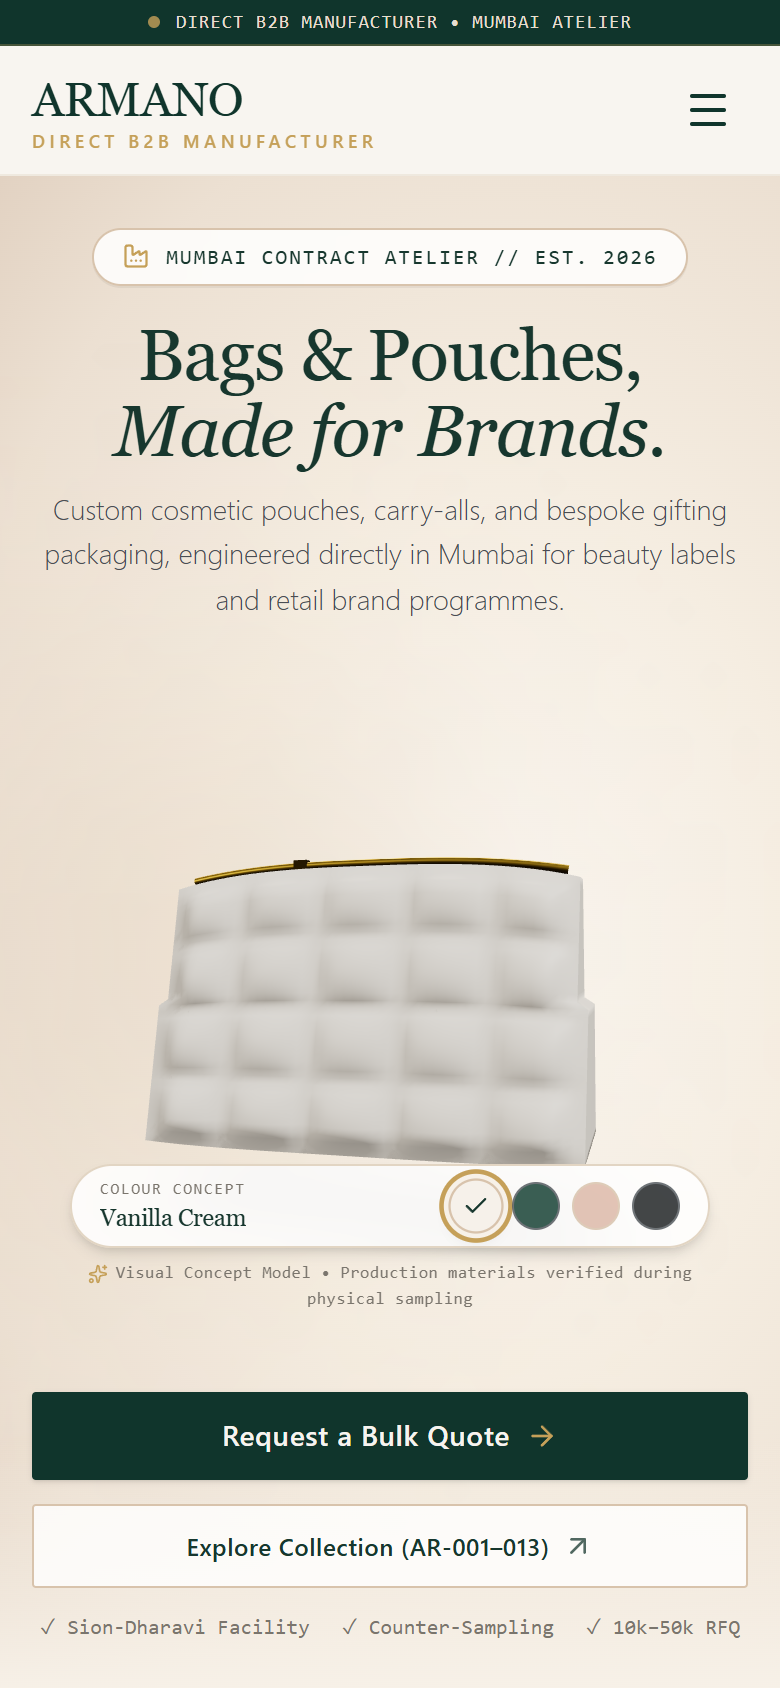 DIRECT B2B MANUFACTURER • MUMBAI ATELIER
ARMANO
DIRECT B2B MANUFACTURER
MUMBAI CONTRACT ATELIER // EST. 2026
Bags & Pouches,
Made for Brands.
Custom cosmetic pouches, carry-alls, and bespoke gifting
packaging, engineered directly in Mumbai for beauty labels
and retail brand programmes.
COLOUR CONCEPT
Vanilla Cream
Visual Concept Model • Production materials verified during
physical sampling
Request a Bulk Quote →
Explore Collection (AR-001–013) ↗
✓ Sion-Dharavi Facility ✓ Counter-Sampling ✓ 10k–50k RFQ